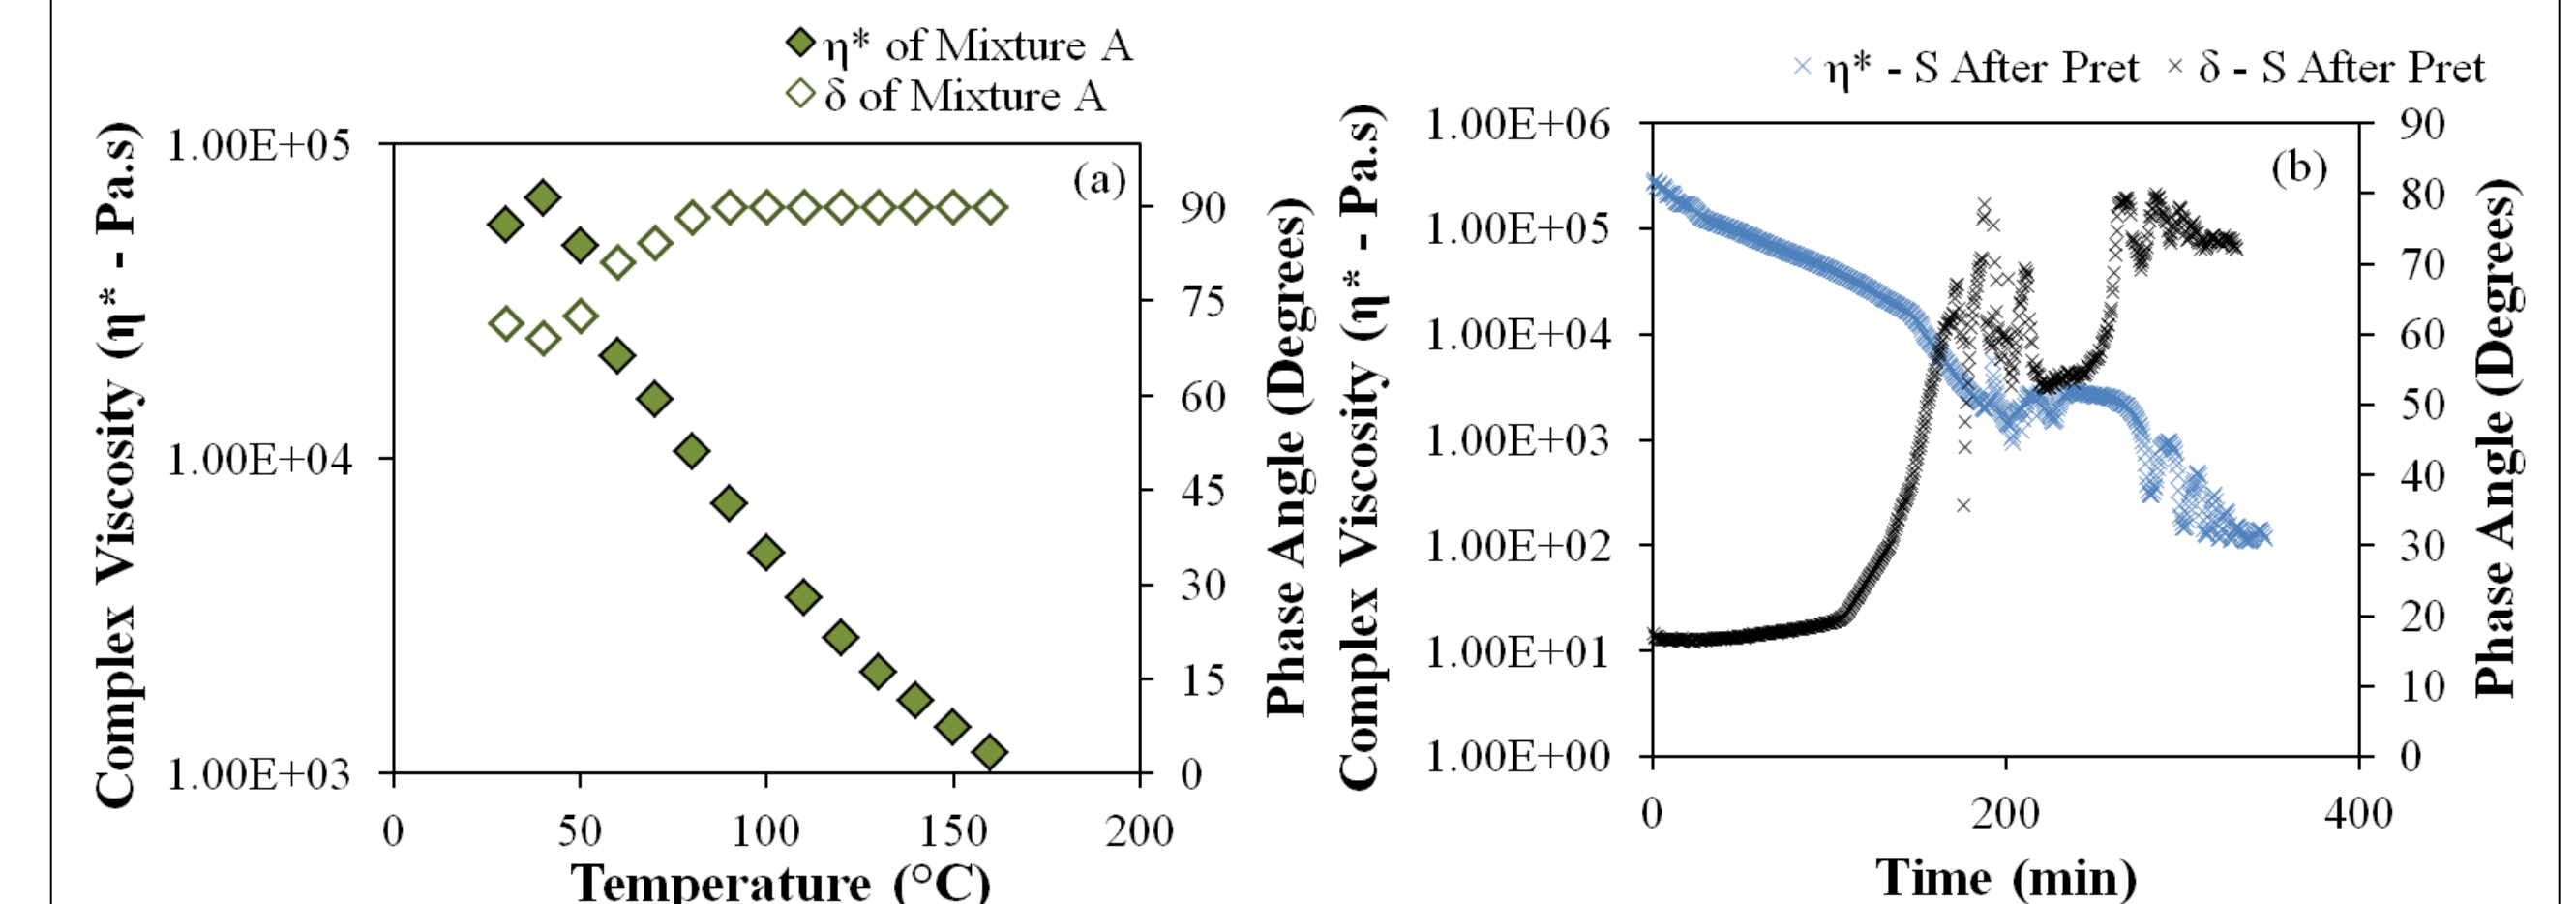 η* of Mixture A
δ of Mixture A
Complex Viscosity (η* - Pa.s)
1.00E+05
1.00E+04
1.00E+03
(a)
90
75
60
45
30
15
0
Phase Angle (Degrees)
0 50 100 150 200
Temperature (°C)
η* - S After Pret δ - S After Pret
Complex Viscosity (η* - Pa.s)
1.00E+06
1.00E+05
1.00E+04
1.00E+03
1.00E+02
1.00E+01
1.00E+00
(b)
90
80
70
60
50
40
30
20
10
0
Phase Angle (Degrees)
0 200 400
Time (min)